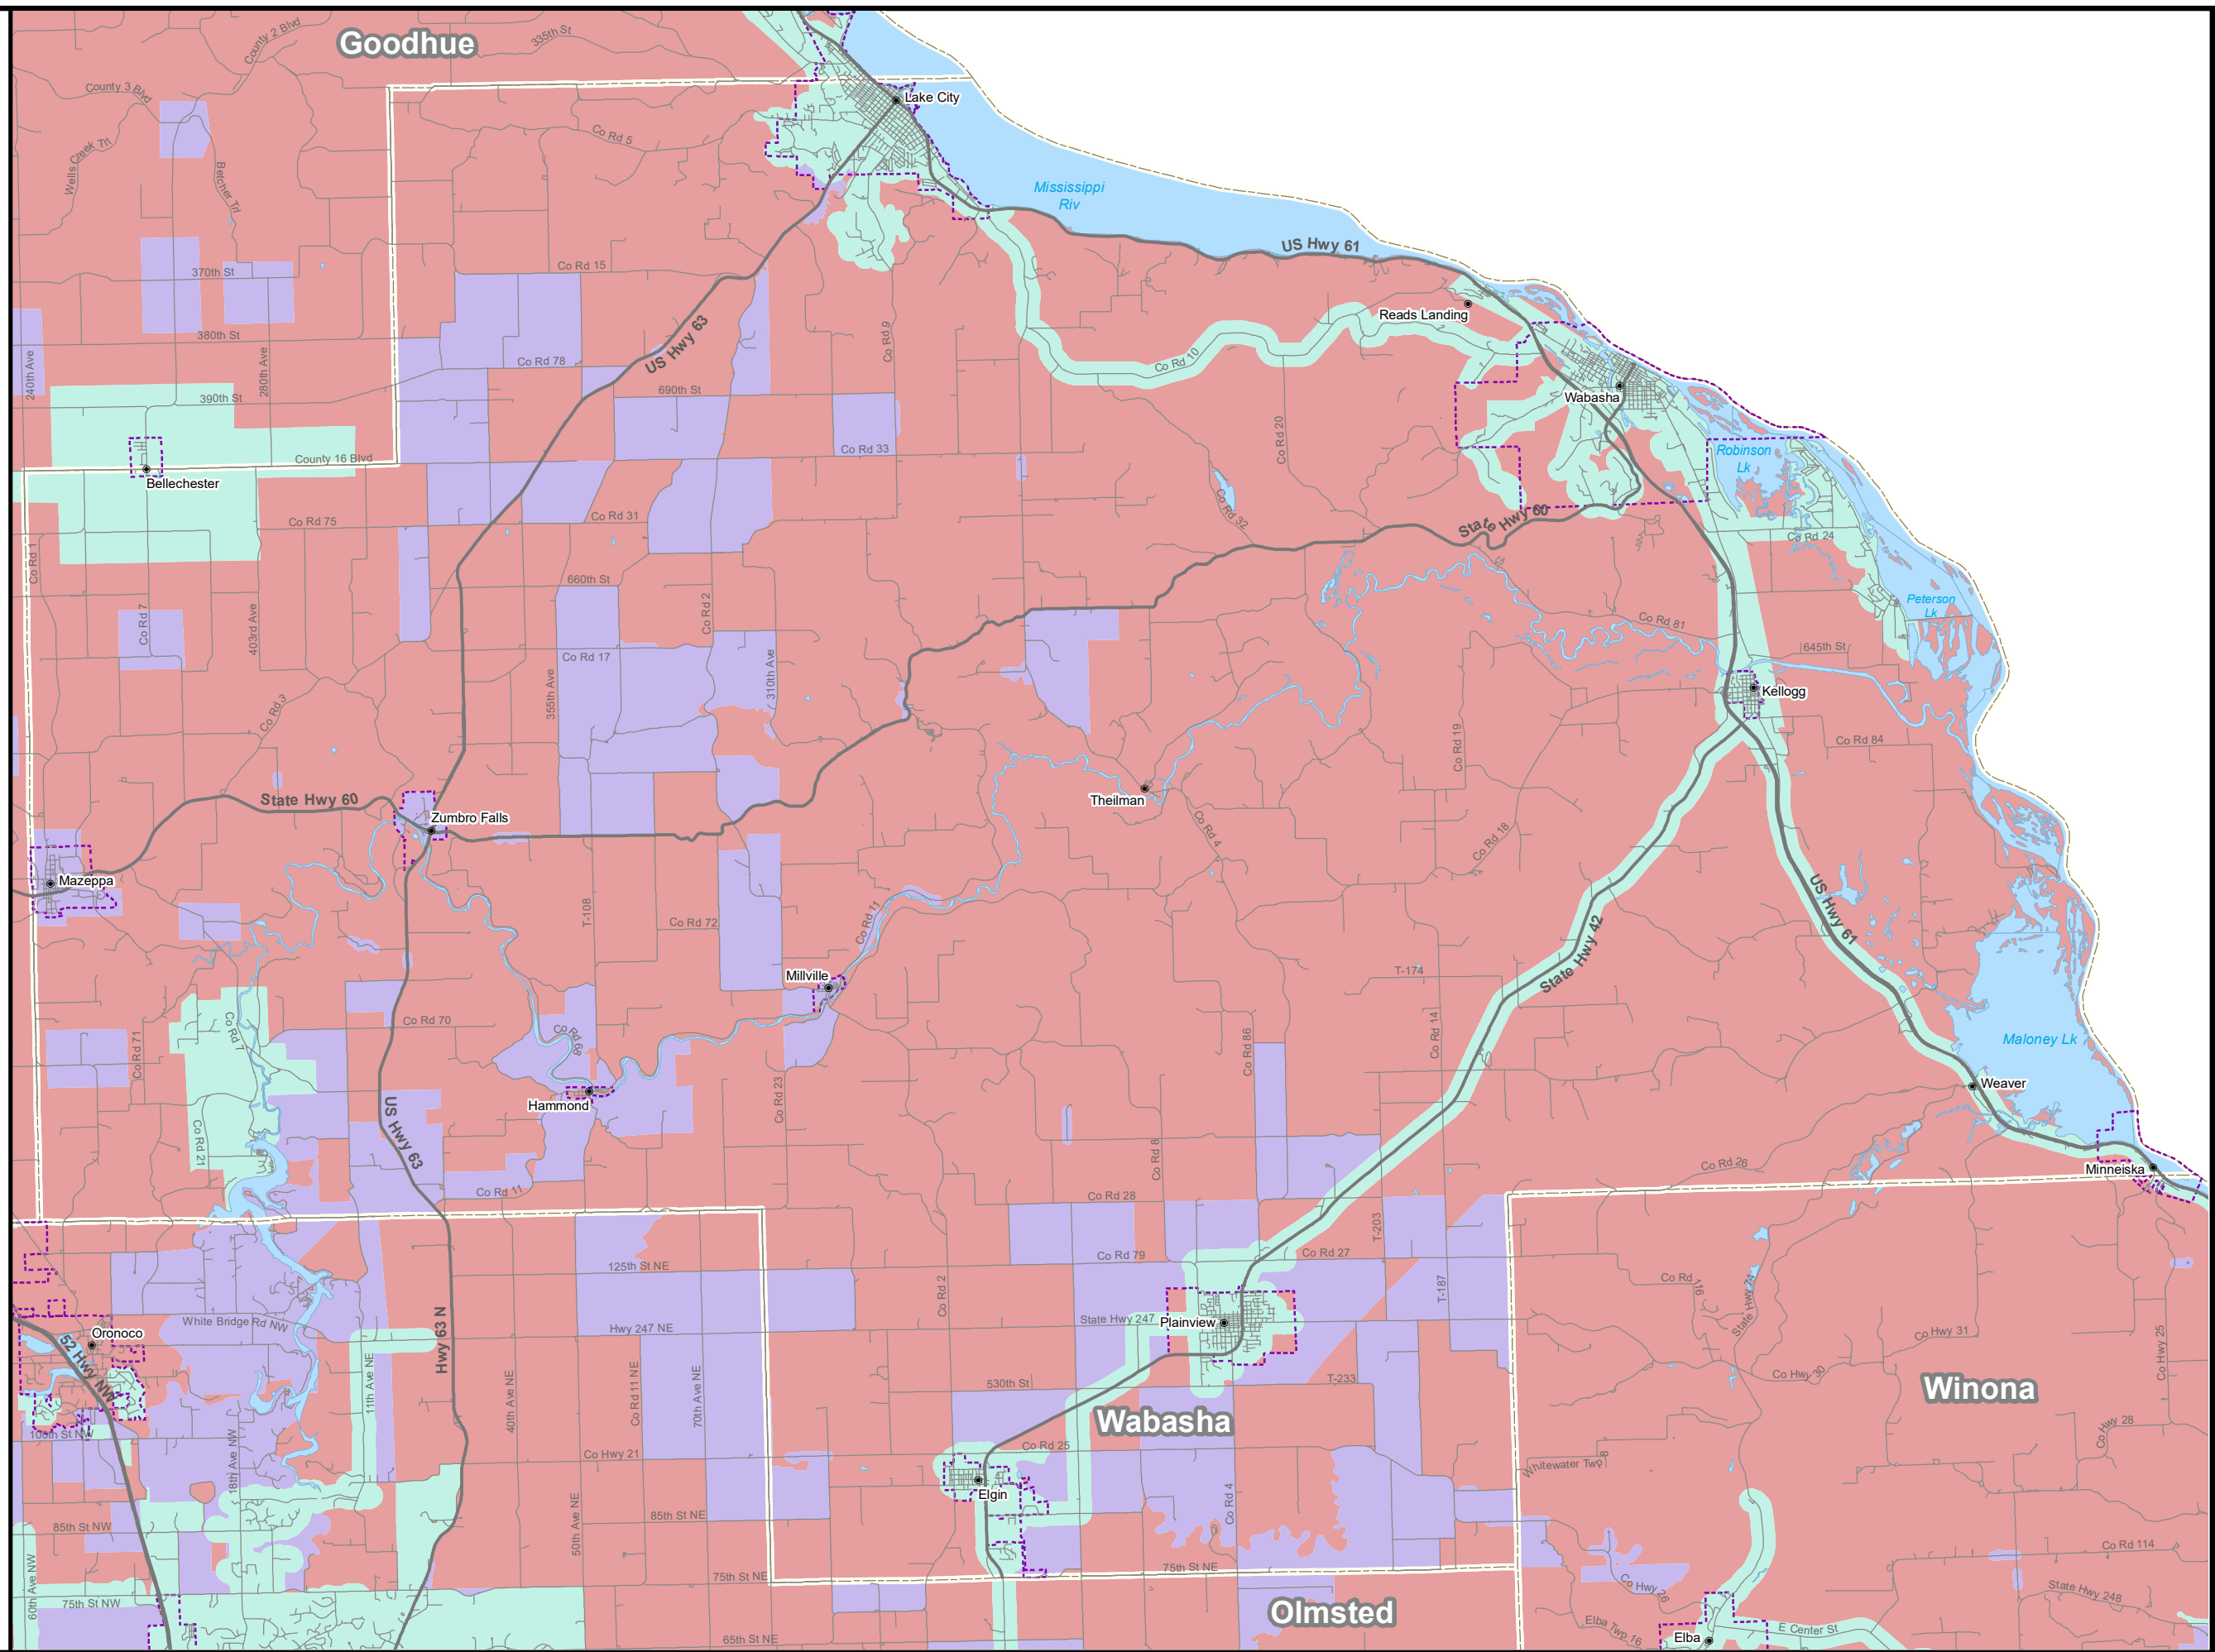 Goodhue
County 2 Blvd
335th St
County 3 Blvd
Wells Creek Trl
Betcher Trl
Co Rd 5
Lake City
Mississippi
Riv
US Hwy 61
370th St
Co Rd 15
380th St
240th Ave
280th Ave
Co Rd 78
US Hwy 63
Co Rd 9
Reads Landing
Co Rd 10
390th St
690th St
Wabasha
Co Rd 20
Co Rd 33
County 16 Blvd
Bellechester
Robinson
Lk
Co Rd 32
Co Rd 75
Co Rd 31
State Hwy 60
Co Rd 24
Co Rd 1
660th St
Co Rd 7
403rd Ave
Co Rd 2
Peterson
Lk
Co Rd 81
645th St
Co Rd 17
355th Ave
310th Ave
Kellogg
Co Rd 3
Co Rd 19
Co Rd 84
State Hwy 60
Zumbro Falls
Theilman
Co Rd 4
Co Rd 18
Mazeppa
T-108
Co Rd 72
Co Rd 11
US Hwy 61
State Hwy 42
Millville
T-174
Co Rd 7
Co Rd 70
Co Rd 68
Co Rd 71
Co Rd 86
Co Rd 14
Maloney Lk
Weaver
Hammond
Co Rd 23
US Hwy 63
Co Rd 21
Co Rd 8
Co Rd 26
Minneiska
Co Rd 11
Co Rd 28
T-203
Co Rd 79
Co Rd 27
125th St NE
Co Rd 2
T-187
Co Rd 116
State Hwy 74
White Bridge Rd NW
Oronoco
Hwy 63 N
Hwy 247 NE
State Hwy 247
Plainview
Co Hwy 31
Co Hwy 25
52 Hwy NW
11th Ave NE
40th Ave NE
Co Rd 11 NE
70th Ave NE
530th St
T-233
Co Hwy 30
Winona
Wabasha
100th St NW
18th Ave NW
Co Hwy 21
Co Rd 25
Co Hwy 28
Whitewater Twp 8
Elgin
Co Rd 4
85th St NW
50th Ave NE
85th St NE
60th Ave NW
75th St NE
75th St NE
Co Rd 114
75th St NW
Co Hwy 26
State Hwy 248
Olmsted
65th St NE
Elba Twp 16
Elba
E Center St